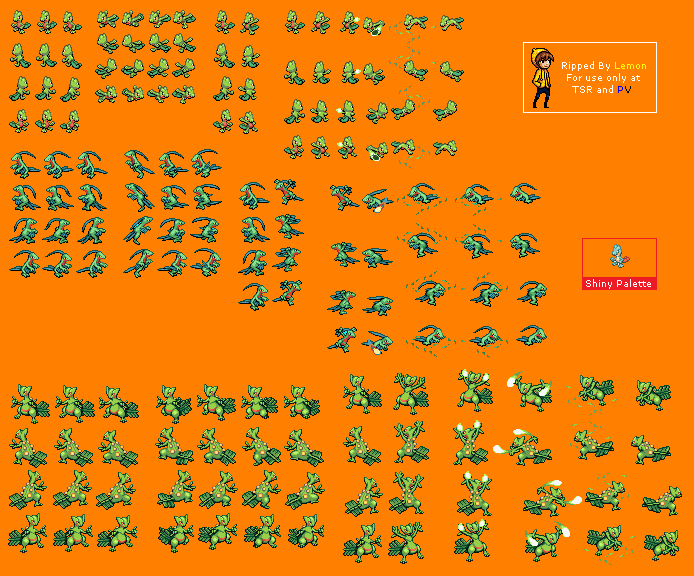 Ripped By Lemon
For use only at
TSR and PV
Shiny Palette